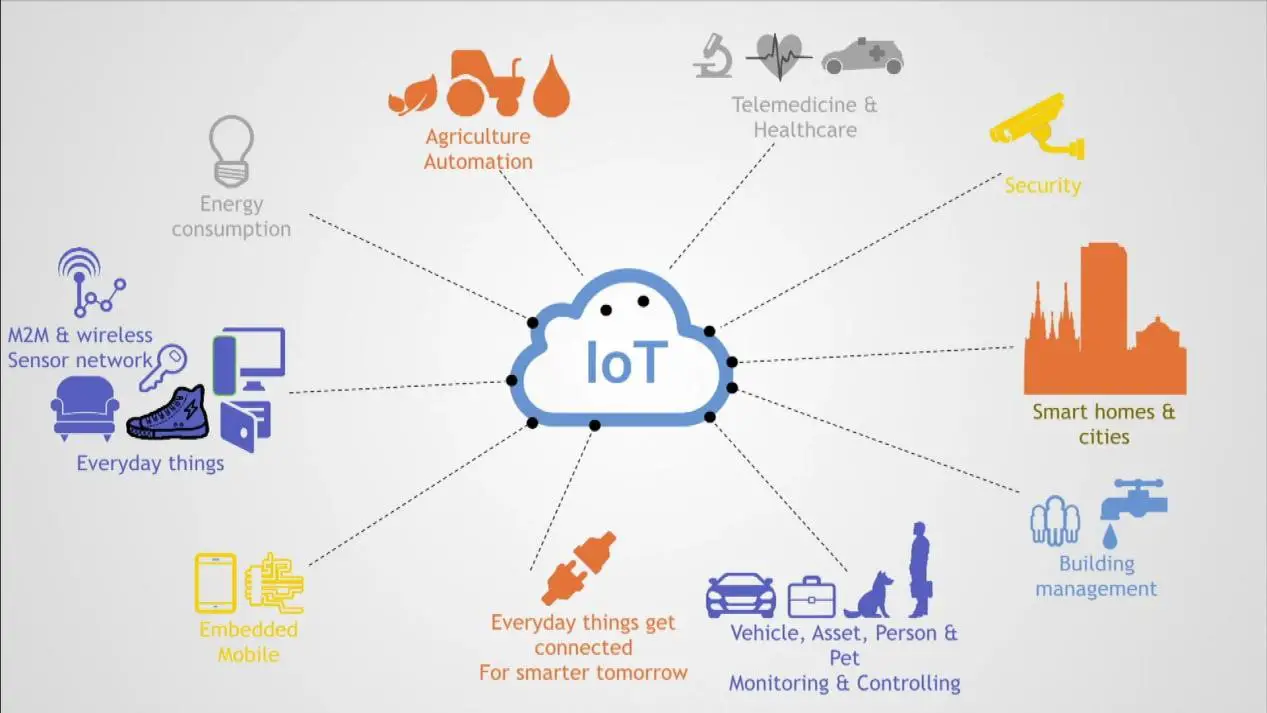 Agriculture
Automation
Telemedicine &
Healthcare
Security
Energy
consumption
M2M & wireless
Sensor network
Everyday things
IoT
Smart homes &
cities
Building
management
Embedded
Mobile
Everyday things get
connected
For smarter tomorrow
Vehicle, Asset, Person &
Pet
Monitoring & Controlling